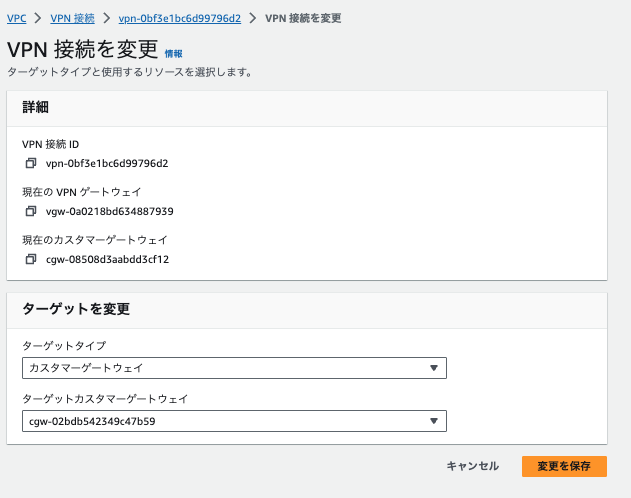 VPC > VPN 接続 > vpn-0bf3e1bc6d99796d2 > VPN 接続を変更
VPN 接続を変更 情報
ターゲットタイプと使用するリソースを選択します。
詳細
VPN 接続 ID
vpn-0bf3e1bc6d99796d2
現在の VPN ゲートウェイ
vgw-0a0218bd634887939
現在のカスタマーゲートウェイ
cgw-08508d3aabdd3cf12
ターゲットを変更
ターゲットタイプ
カスタマーゲートウェイ
ターゲットカスタマーゲートウェイ
cgw-02bdb542349c47b59
キャンセル 変更を保存